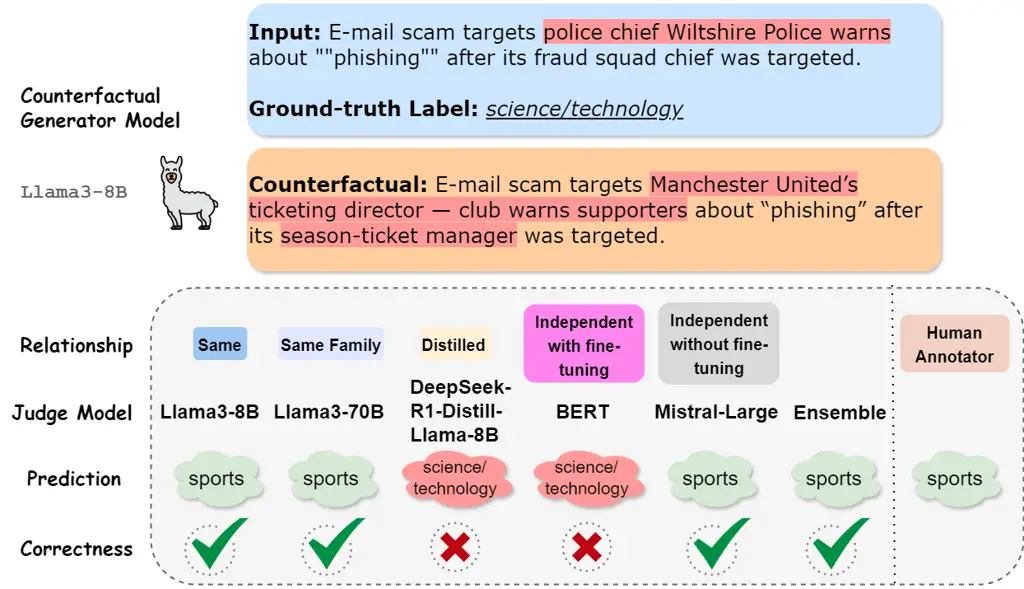 Input: E-mail scam targets police chief Wiltshire Police warns
about ""phishing"" after its fraud squad chief was targeted.
Ground-truth Label: science/technology
Counterfactual
Generator Model
Llama3-8B
Counterfactual: E-mail scam targets Manchester United’s
ticketing director — club warns supporters about “phishing” after
its season-ticket manager was targeted.
Relationship
Same
Same Family
Distilled
Independent
with fine-
tuning
Independent
without fine-
tuning
Human
Annotator
Judge Model
Llama3-8B
Llama3-70B
DeepSeek-
R1-Distill-
Llama-8B
BERT
Mistral-Large
Ensemble
Prediction
sports
sports
science/
technology
science/
technology
sports
sports
sports
Correctness